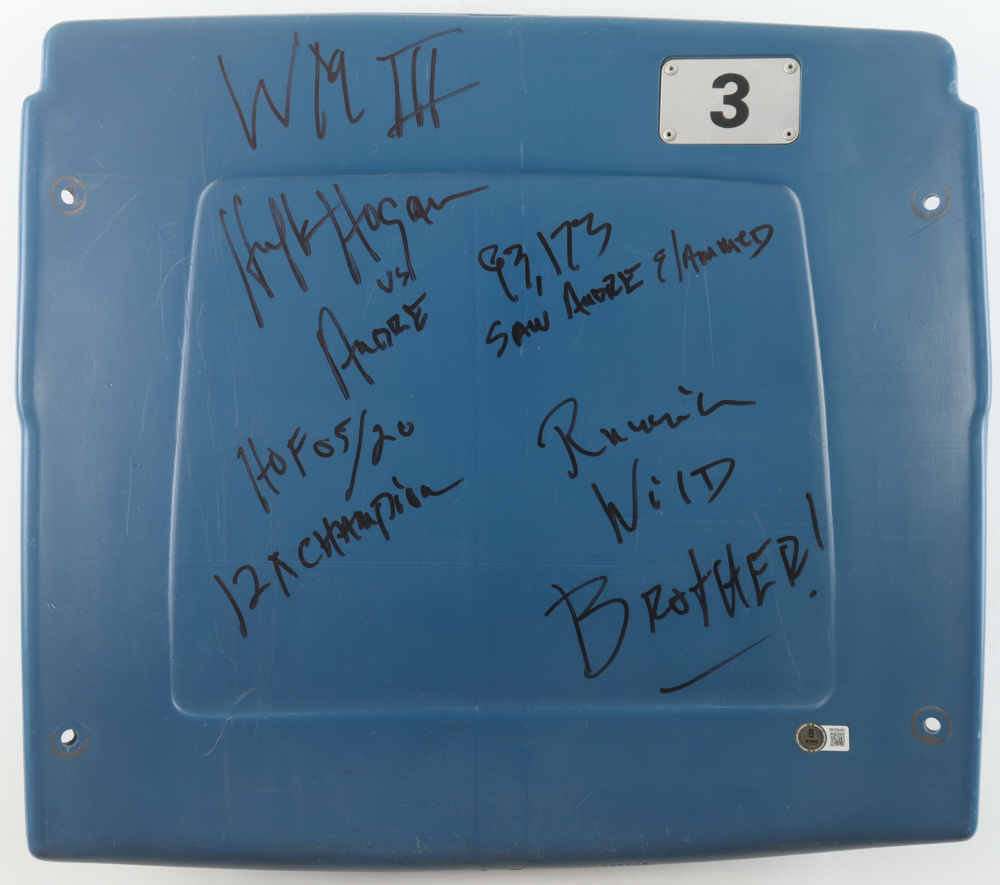 WM III
3
Hulk Hogan
vs
ANDRE
93,173
SAW ANDRE SlAMMED
HOF 05/20
12X CHAMPion
Runnin
WilD
BROtHER!